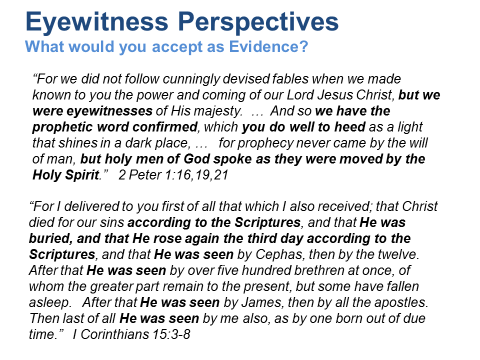 Eyewitness Perspectives
What would you accept as Evidence?
“For we did not follow cunningly devised fables when we made
known to you the power and coming of our Lord Jesus Christ, but we
were eyewitnesses of His majesty.  …  And so we have the
prophetic word confirmed, which you do well to heed as a light
that shines in a dark place, …   for prophecy never came by the will
of man, but holy men of God spoke as they were moved by the
Holy Spirit.”   2 Peter 1:16,19,21
“For I delivered to you first of all that which I also received; that Christ
died for our sins according to the Scriptures, and that He was
buried, and that He rose again the third day according to the
Scriptures, and that He was seen by Cephas, then by the twelve.
After that He was seen by over five hundred brethren at once, of
whom the greater part remain to the present, but some have fallen
asleep.   After that He was seen by James, then by all the apostles.
Then last of all He was seen by me also, as by one born out of due
time.”   I Corinthians 15:3-8